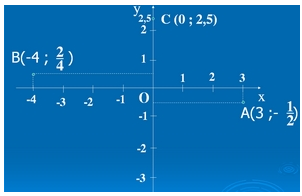 y
2,5
C (0 ; 2,5)
2
B(-4 ; 2/4)
1
1 2 3
-4 -3 -2 -1 O x
-1
A(3 ;- 1/2)
-2
-3